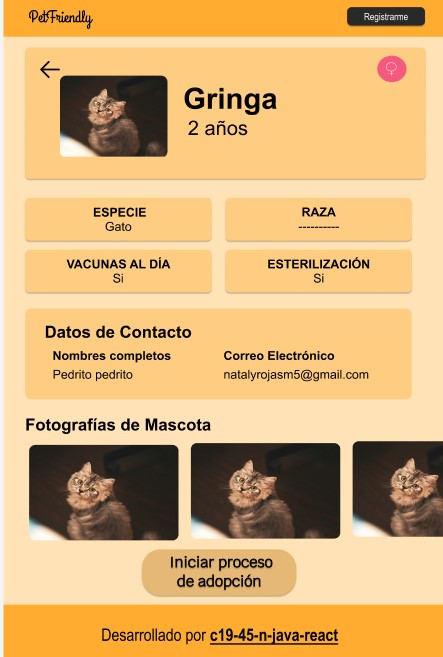 PetFriendly
Registrarme
Gringa
2 años
ESPECIE
Gato
RAZA
----------
VACUNAS AL DÍA
Si
ESTERILIZACIÓN
Si
Datos de Contacto
Nombres completos
Correo Electrónico
Pedrito pedrito
natalyrojasm5@gmail.com
Fotografías de Mascota
Iniciar proceso
de adopción
Desarrollado por c19-45-n-java-react